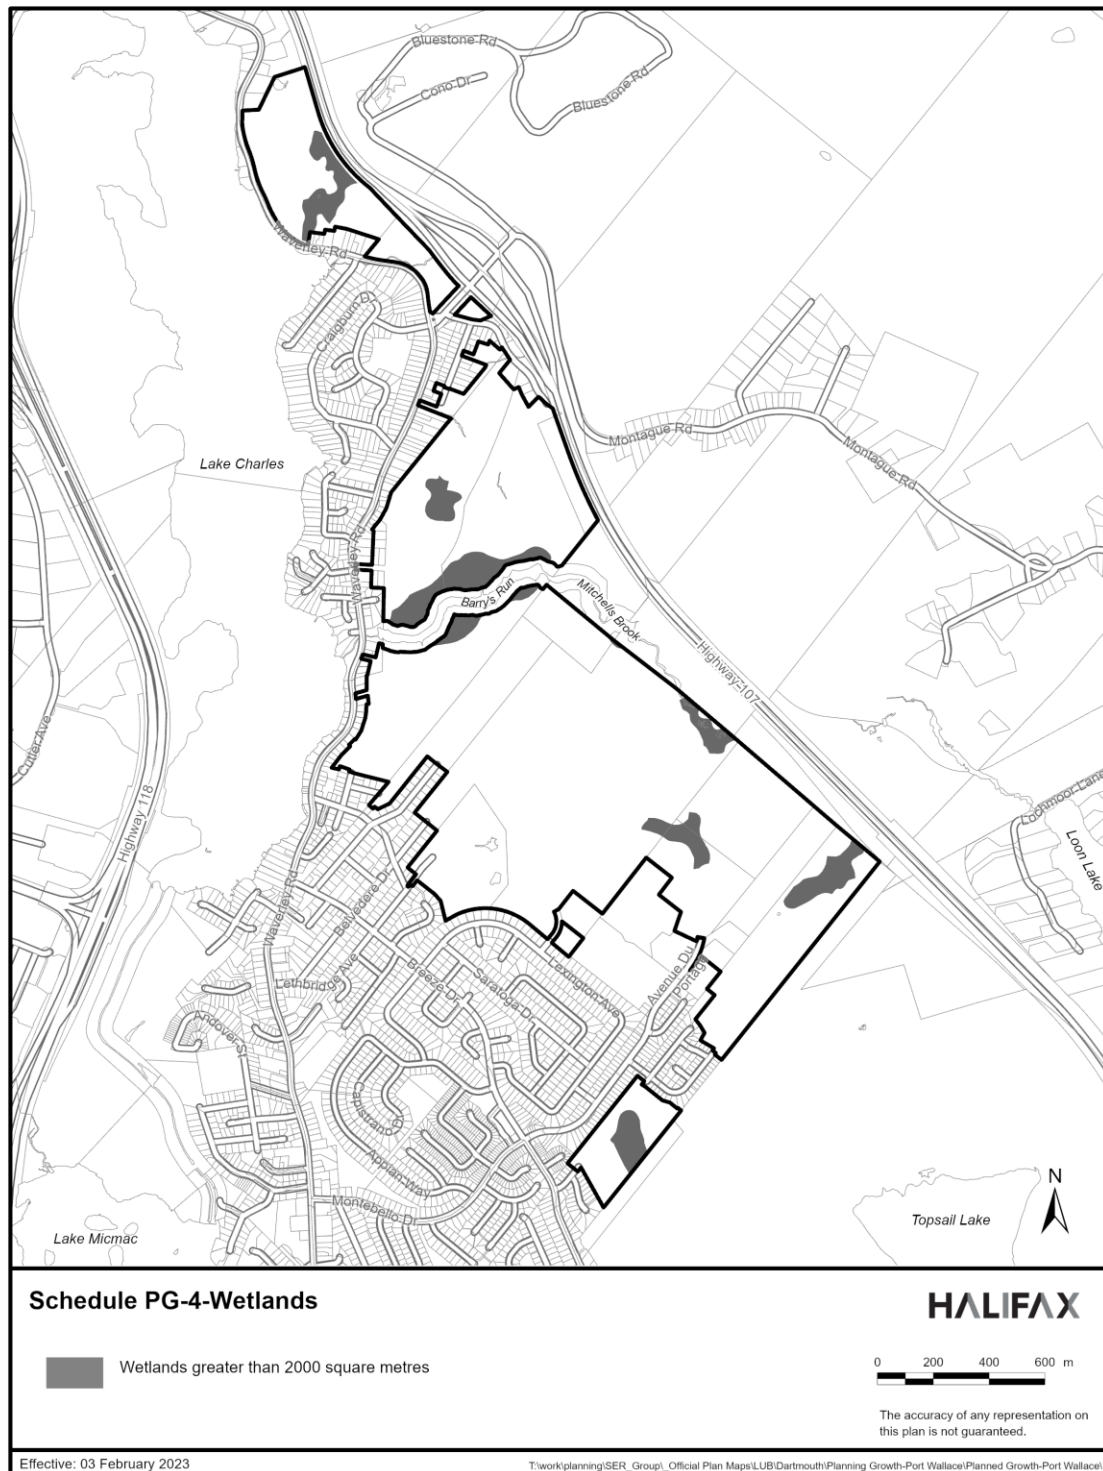 Bluestone Rd
Cono Dr
Bluestone Rd
Waverley Rd
Craigburn Dr
Montague Rd
Montague Rd
Lake Charles
Waverley Rd
Barry's Run
Mitchells Brook
Highway 107
Cutler Ave
Highway 118
Lochmoor Lane
Loon Lake
Waverley Rd
Belvedere Dr
Lethbridge Ave
Breeze Dr
Saratoga Dr
Lexington Ave
Avenue Du
Portage
Andover St
Capistrano Dr
Appian Way
Montebello Dr
Lake Micmac
Topsail Lake
N
Schedule PG-4-Wetlands
HALIFAX
Wetlands greater than 2000 square metres
0 200 400 600 m
The accuracy of any representation on
this plan is not guaranteed.
Effective: 03 February 2023
T:\work\planning\SER_Group\_Official Plan Maps\LUB\Dartmouth\Planning Growth-Port Wallace\Planned Growth-Port Wallace\